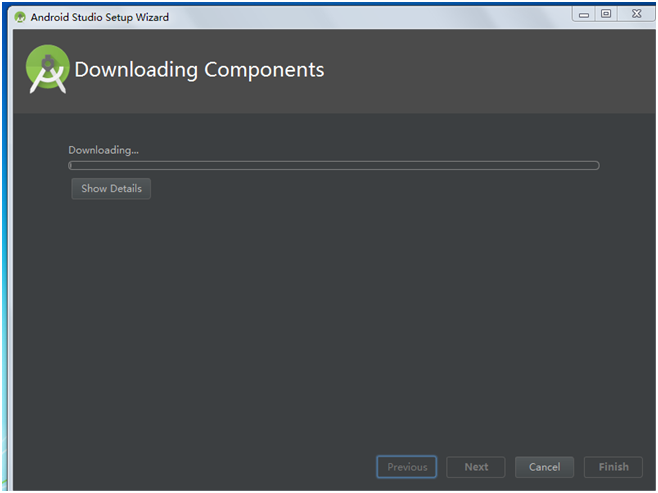 Android Studio Setup Wizard
Downloading Components
Downloading...
Show Details
Previous Next Cancel Finish